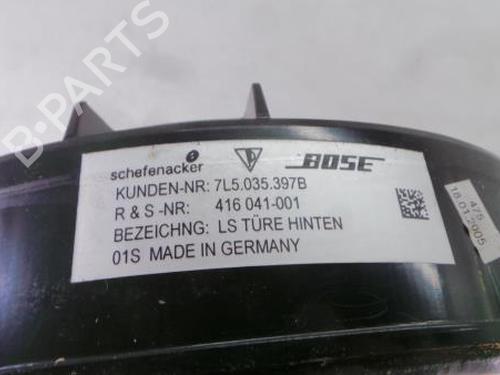 schefenacker BOSE
KUNDEN-NR: 7L5.035.397B
R & S -NR: 416 041-001
BEZEICHNG: LS TÜRE HINTEN
01S MADE IN GERMANY
475
18.01.2005
B-PARTS